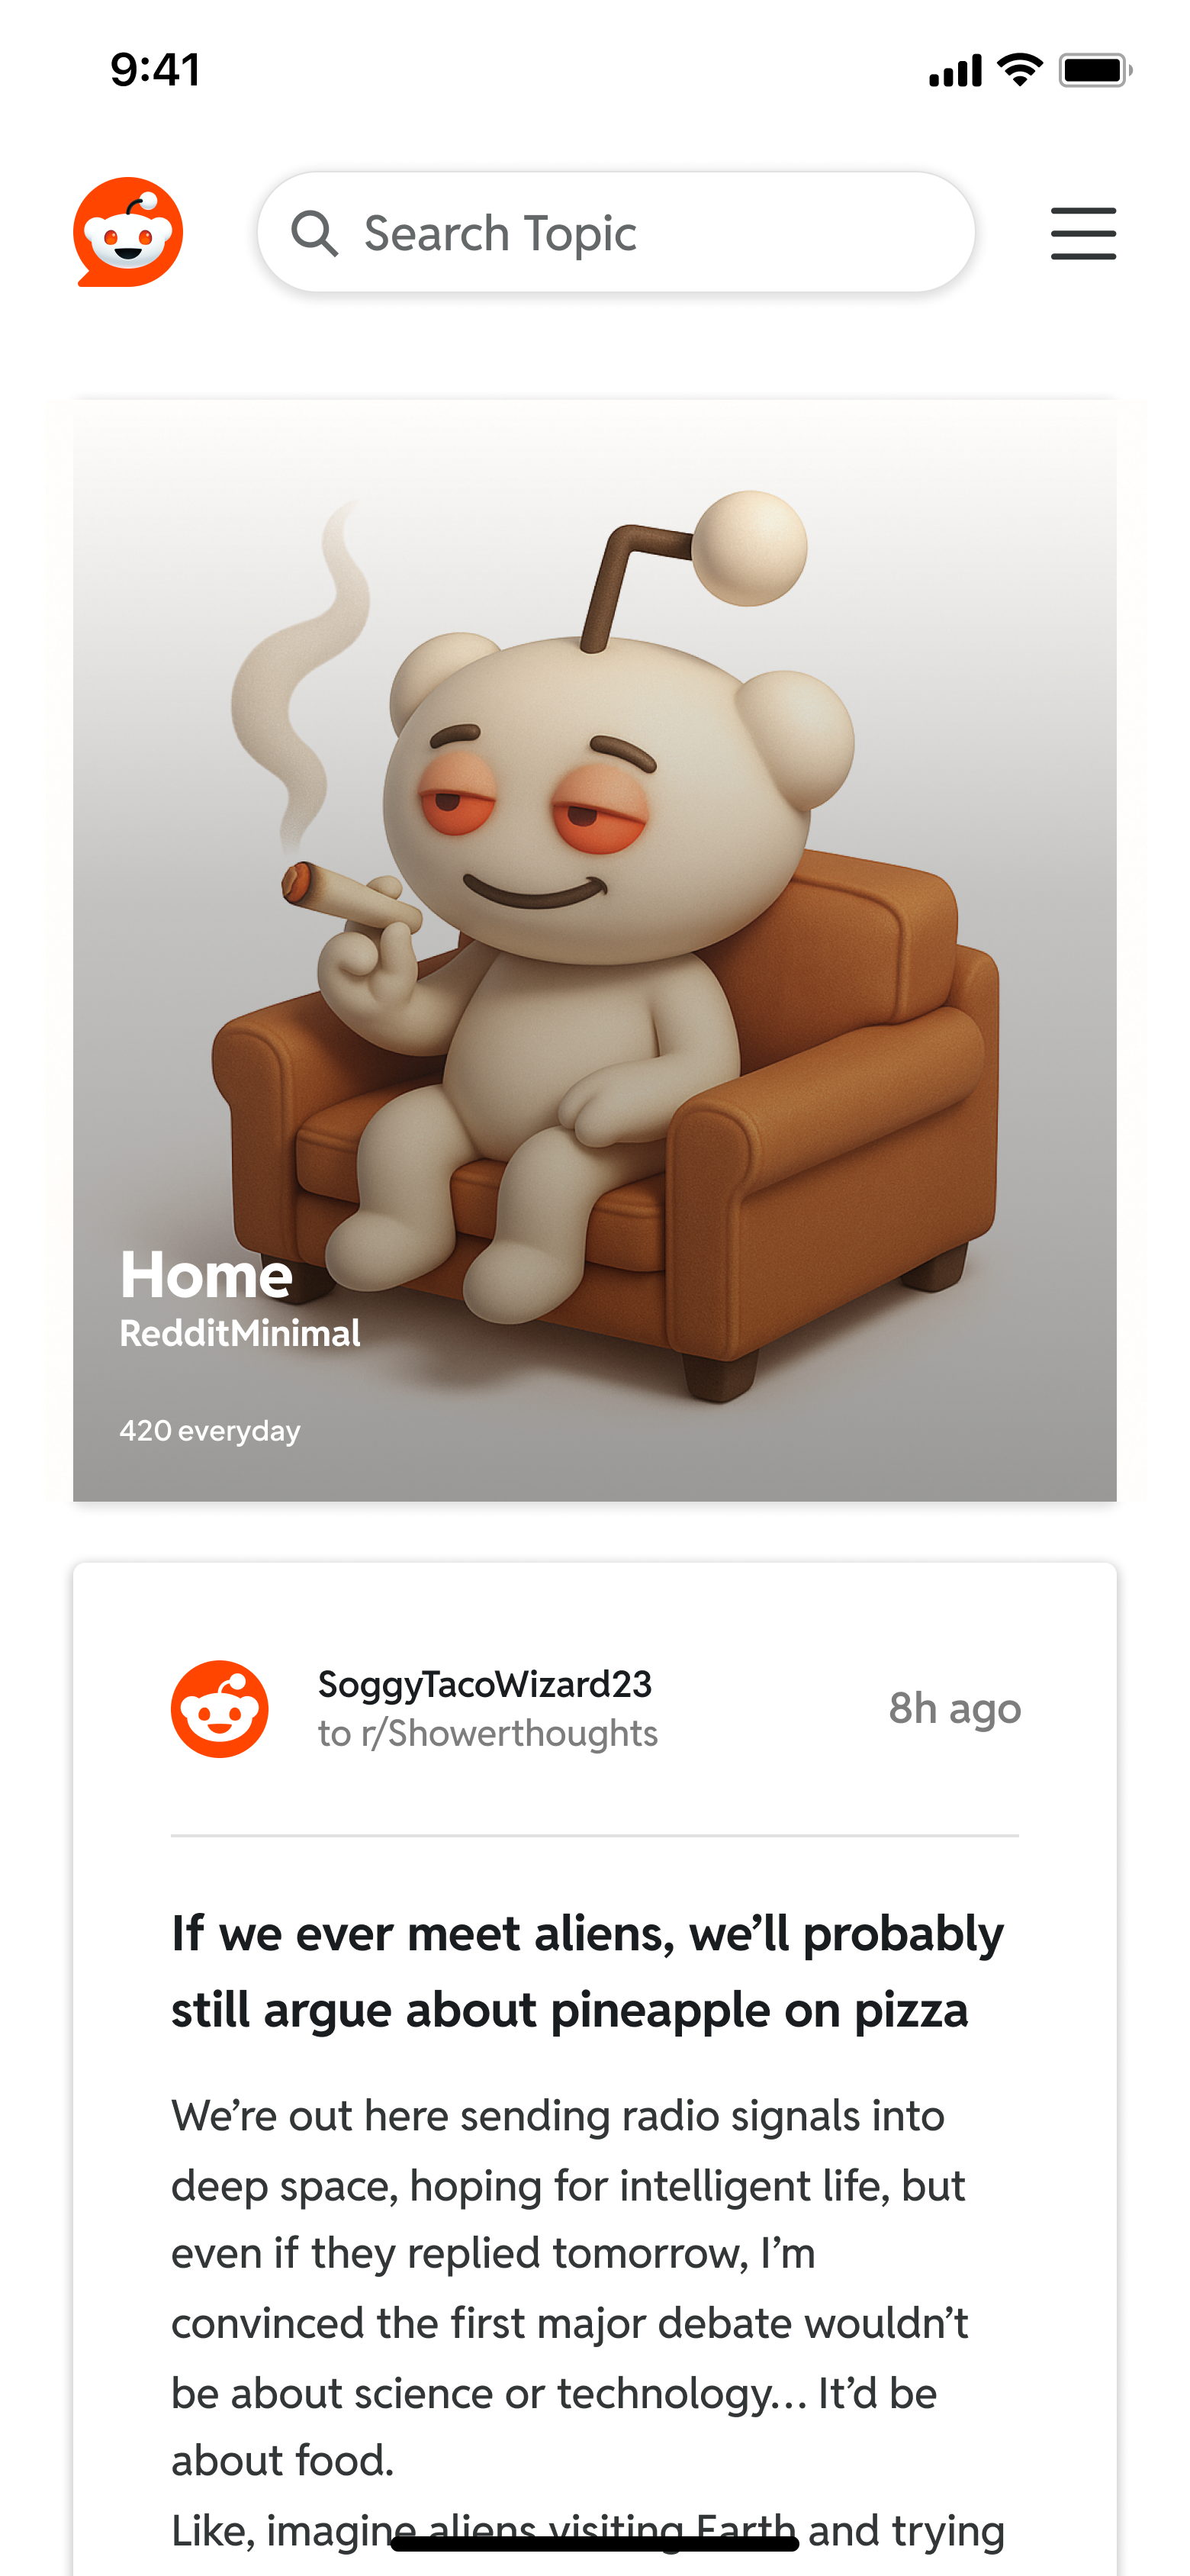 9:41
Search Topic
Home
RedditMinimal
420 everyday
SoggyTacoWizard23
to r/Showerthoughts
8h ago
If we ever meet aliens, we’ll probably
still argue about pineapple on pizza
We’re out here sending radio signals into
deep space, hoping for intelligent life, but
even if they replied tomorrow, I’m
convinced the first major debate wouldn’t
be about science or technology… It’d be
about food.
Like, imagine aliens visiting Earth and trying